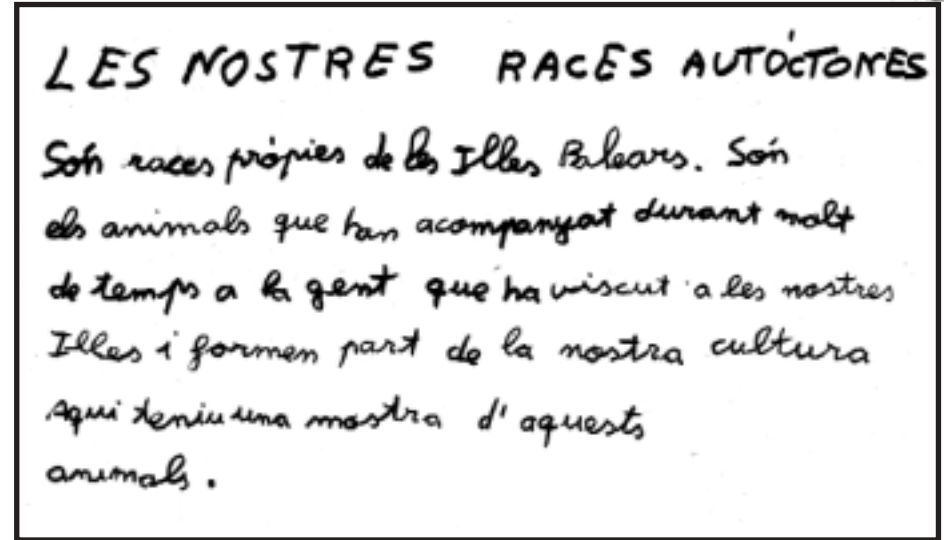 LES NOSTRES RACES AUTÓCTONES
Són races pròpies de les Illes Balears. Són
els animals que han acompanyat durant molt
de temps a la gent que ha viscut a les nostres
Illes i formen part de la nostra cultura
Aqui teniu una mostra d'aquests
animals.